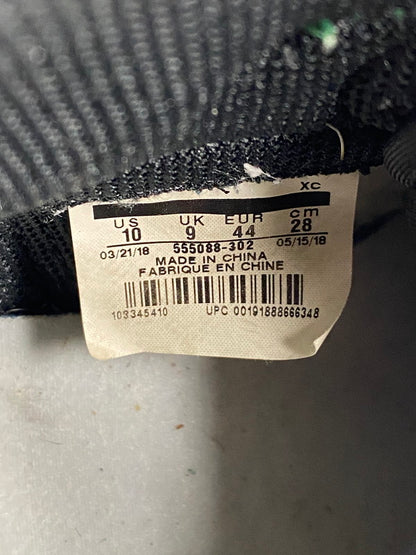 XC
US UK EUR cm
10 9 44 28
03/21/18 555088-302 05/15/18
MADE IN CHINA
FABRIQUE EN CHINE
103345410 UPC 00191888666348